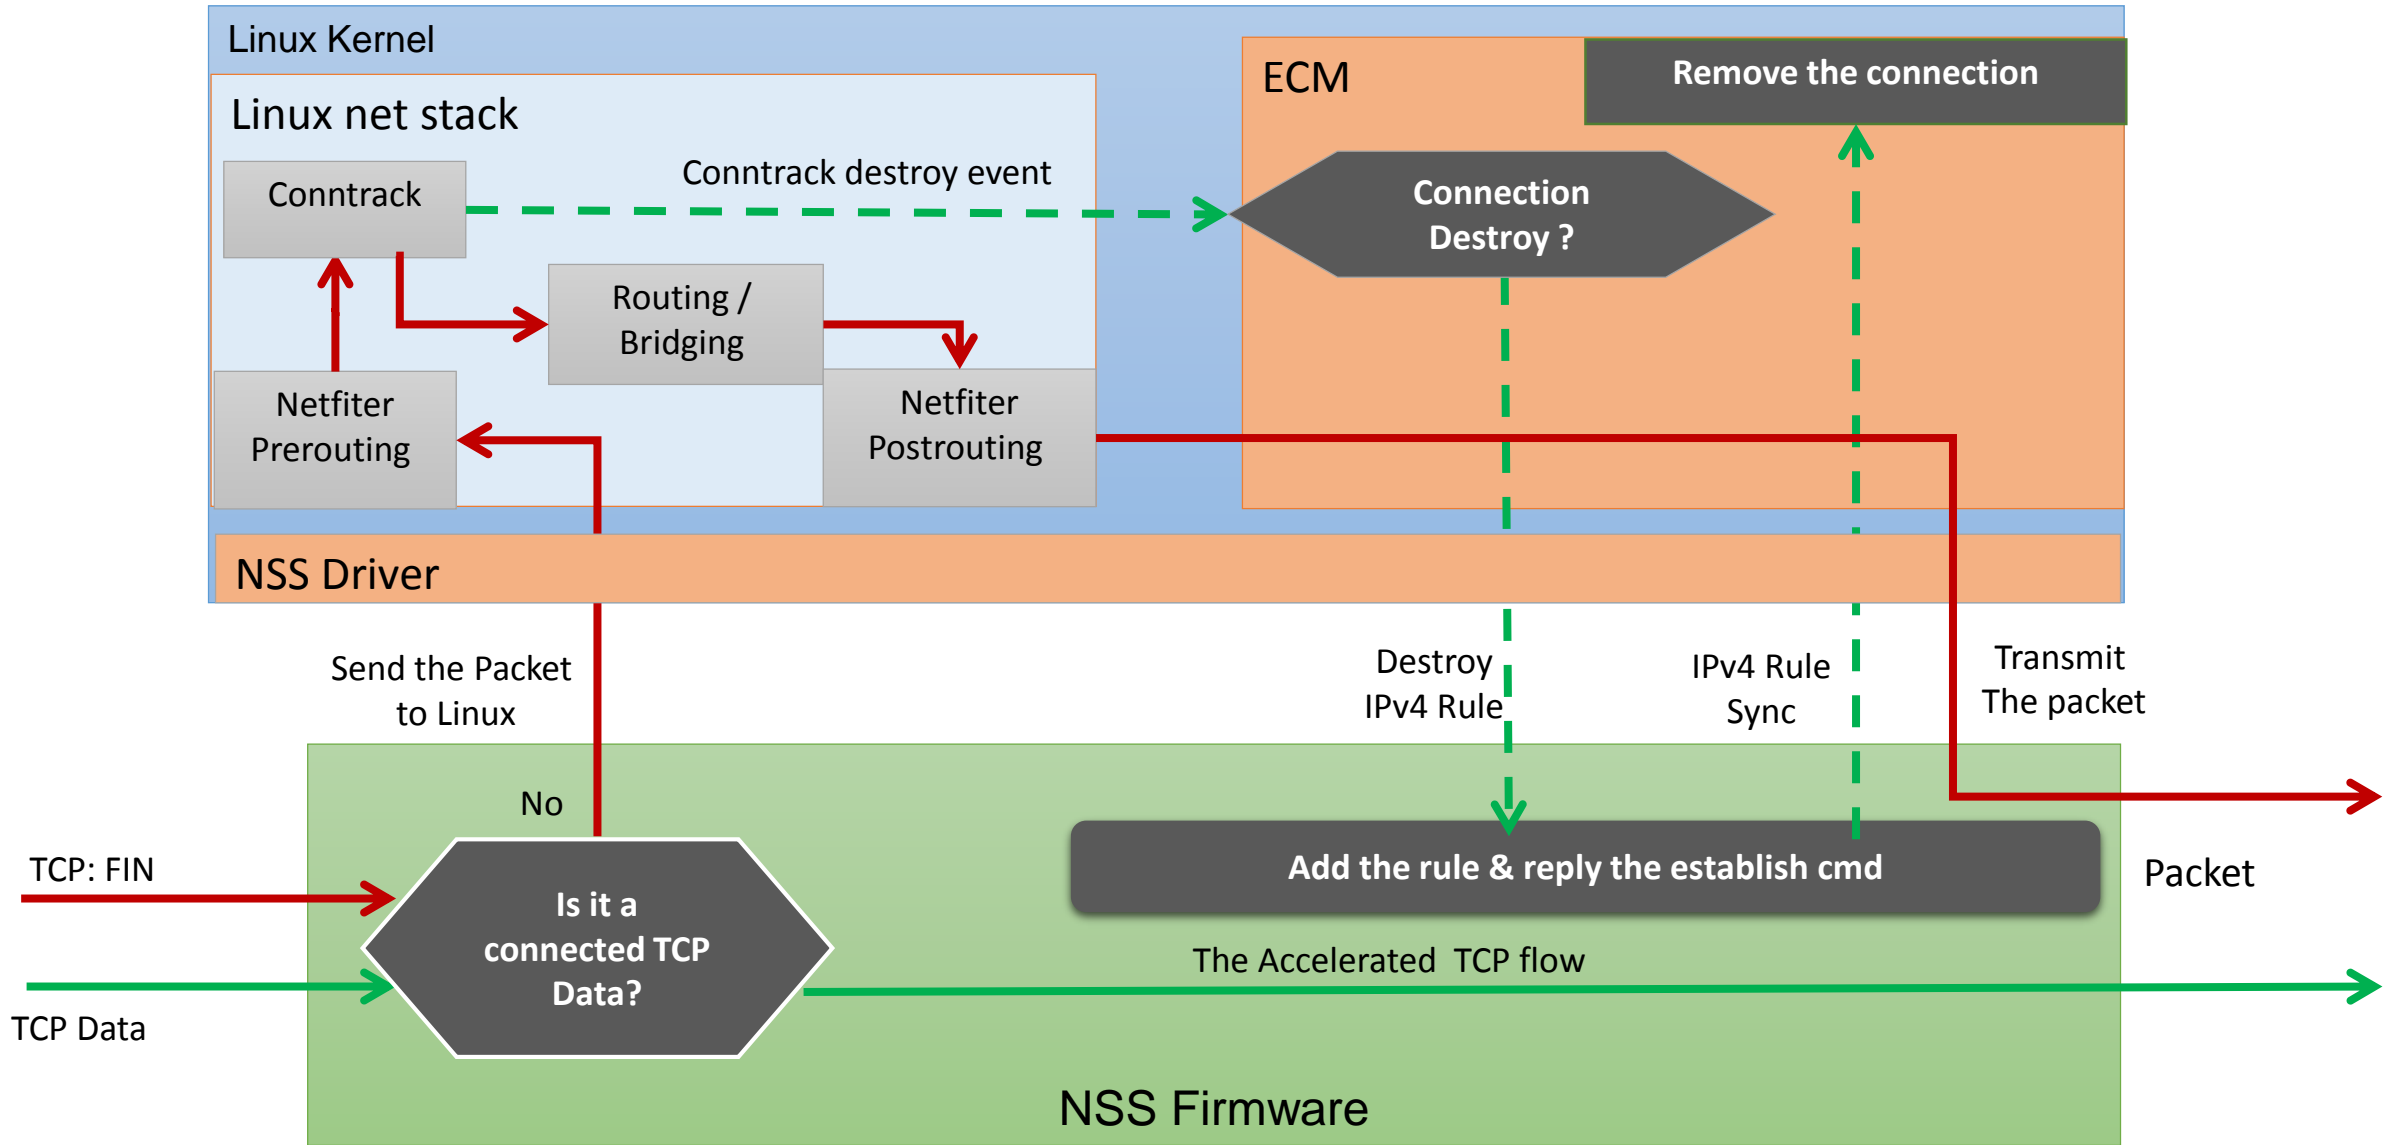 Linux Kernel
ECM
Remove the connection
Linux net stack
Conntrack
Conntrack destroy event
Connection
Destroy ?
Routing /
Bridging
Netfiter
Prerouting
Netfiter
Postrouting
NSS Driver
Send the Packet
to Linux
Destroy
IPv4 Rule
IPv4 Rule
Sync
Transmit
The packet
No
TCP: FIN
Is it a
connected TCP
Data?
Add the rule & reply the establish cmd
Packet
The Accelerated  TCP flow
TCP Data
NSS Firmware